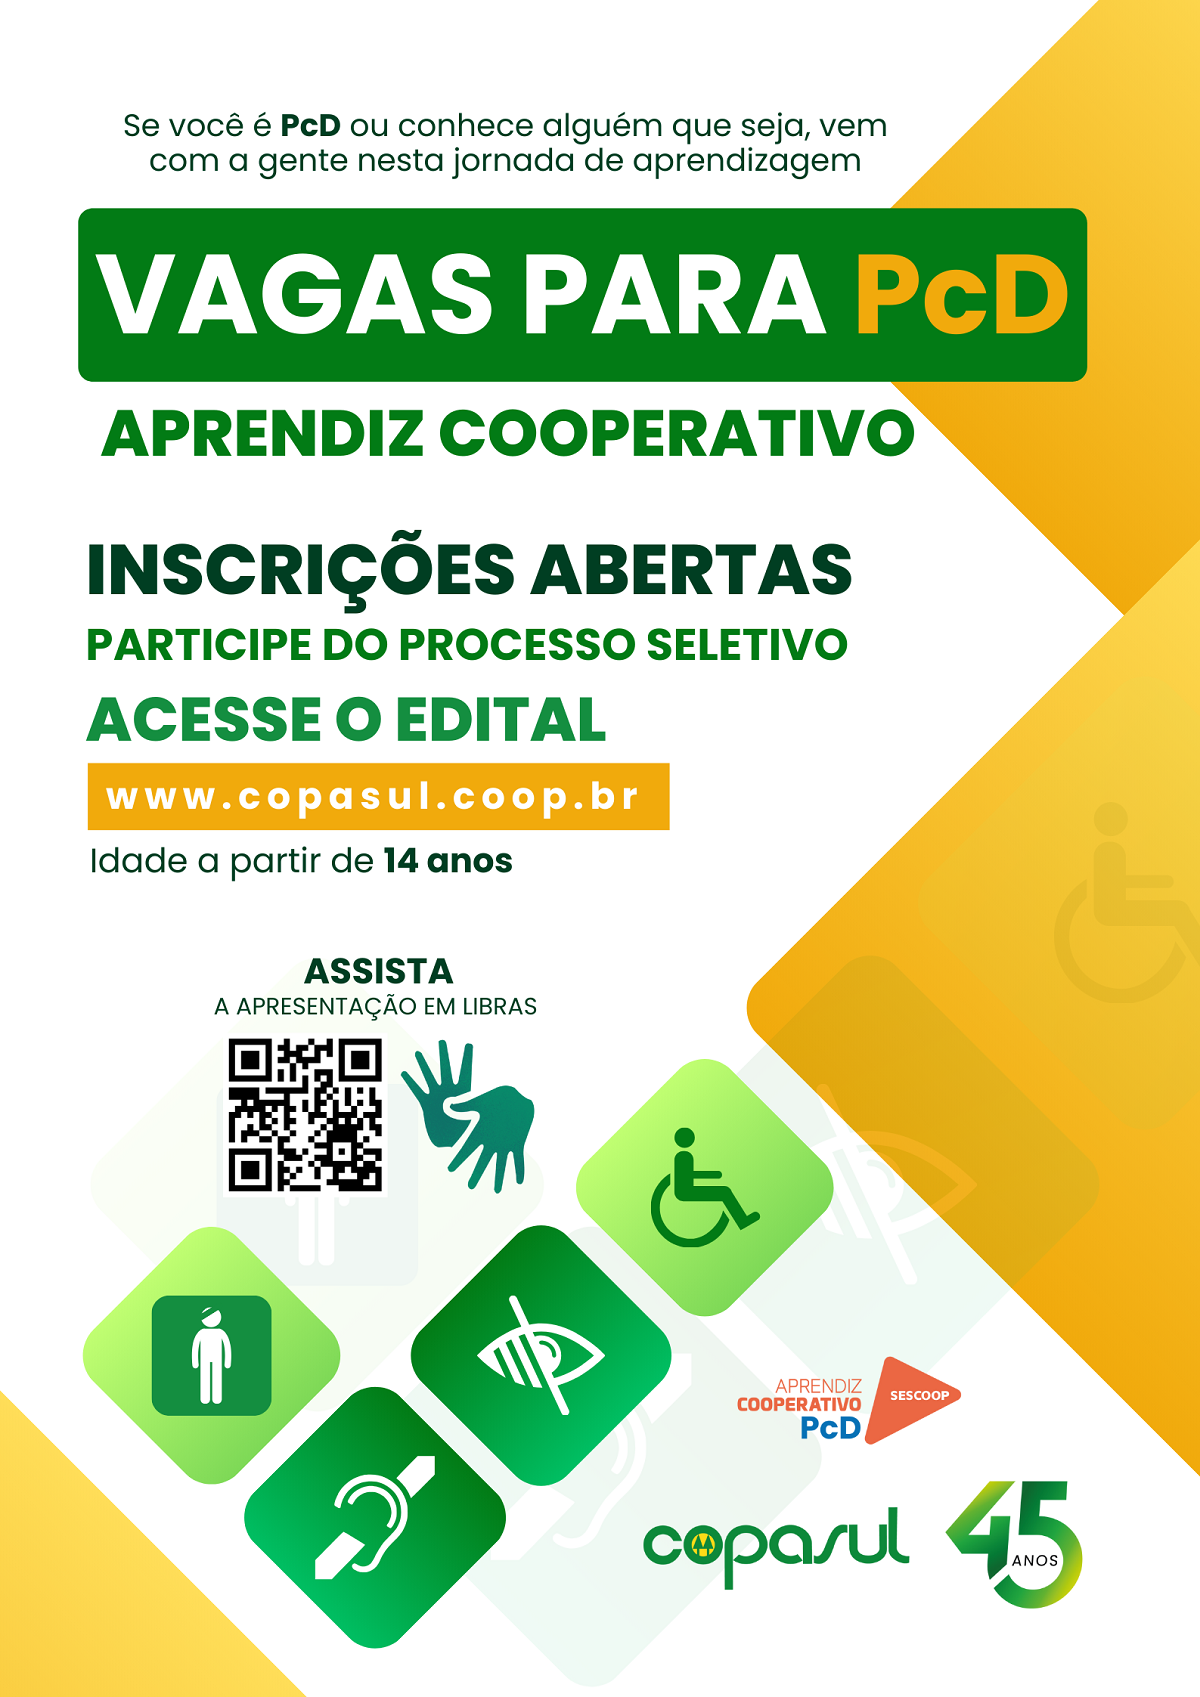 Se você é PcD ou conhece alguém que seja, vem
com a gente nesta jornada de aprendizagem
VAGAS PARA PcD
APRENDIZ COOPERATIVO
INSCRIÇÕES ABERTAS
PARTICIPE DO PROCESSO SELETIVO
ACESSE O EDITAL
www.copasul.coop.br
Idade a partir de 14 anos
ASSISTA
A APRESENTAÇÃO EM LIBRAS
APRENDIZ
COOPERATIVO
PcD
SESCOOP
copasul
45
ANOS